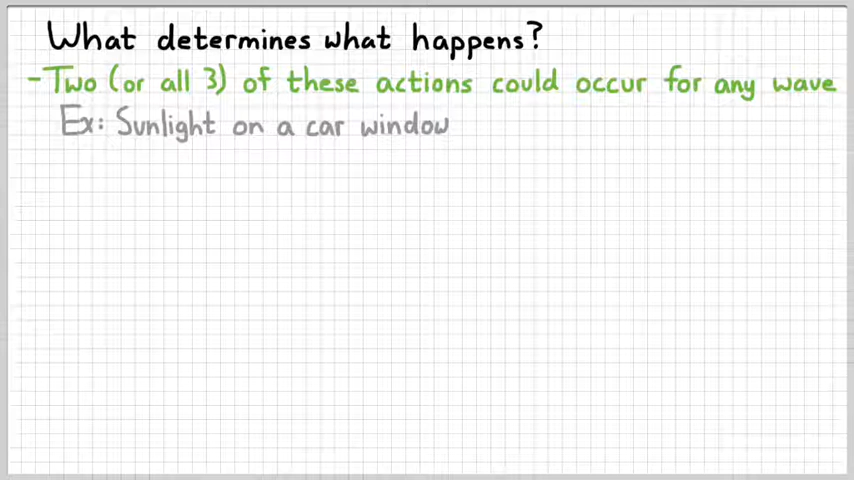 What determines what happens?
-Two (or all 3) of these actions could occur for any wave
Ex: Sunlight on a car window